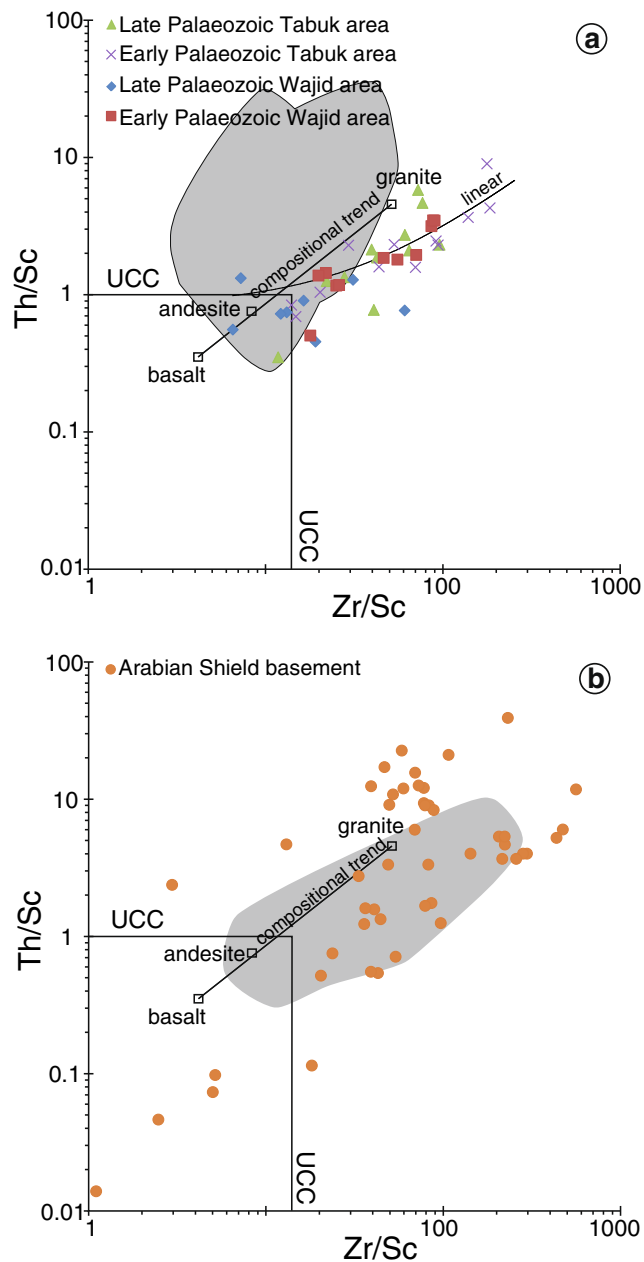 100
Late Palaeozoic Tabuk area
a
Early Palaeozoic Tabuk area
Late Palaeozoic Wajid area
Early Palaeozoic Wajid area
10
granite
linear
compositional trend
UCC
1
andesite
basalt
Th/Sc
0.1
UCC
0.01
1
100
1000
Zr/Sc
100
Arabian Shield basement
b
10
granite
compositional trend
UCC
1
andesite
basalt
Th/Sc
0.1
UCC
0.01
1
100
1000
Zr/Sc